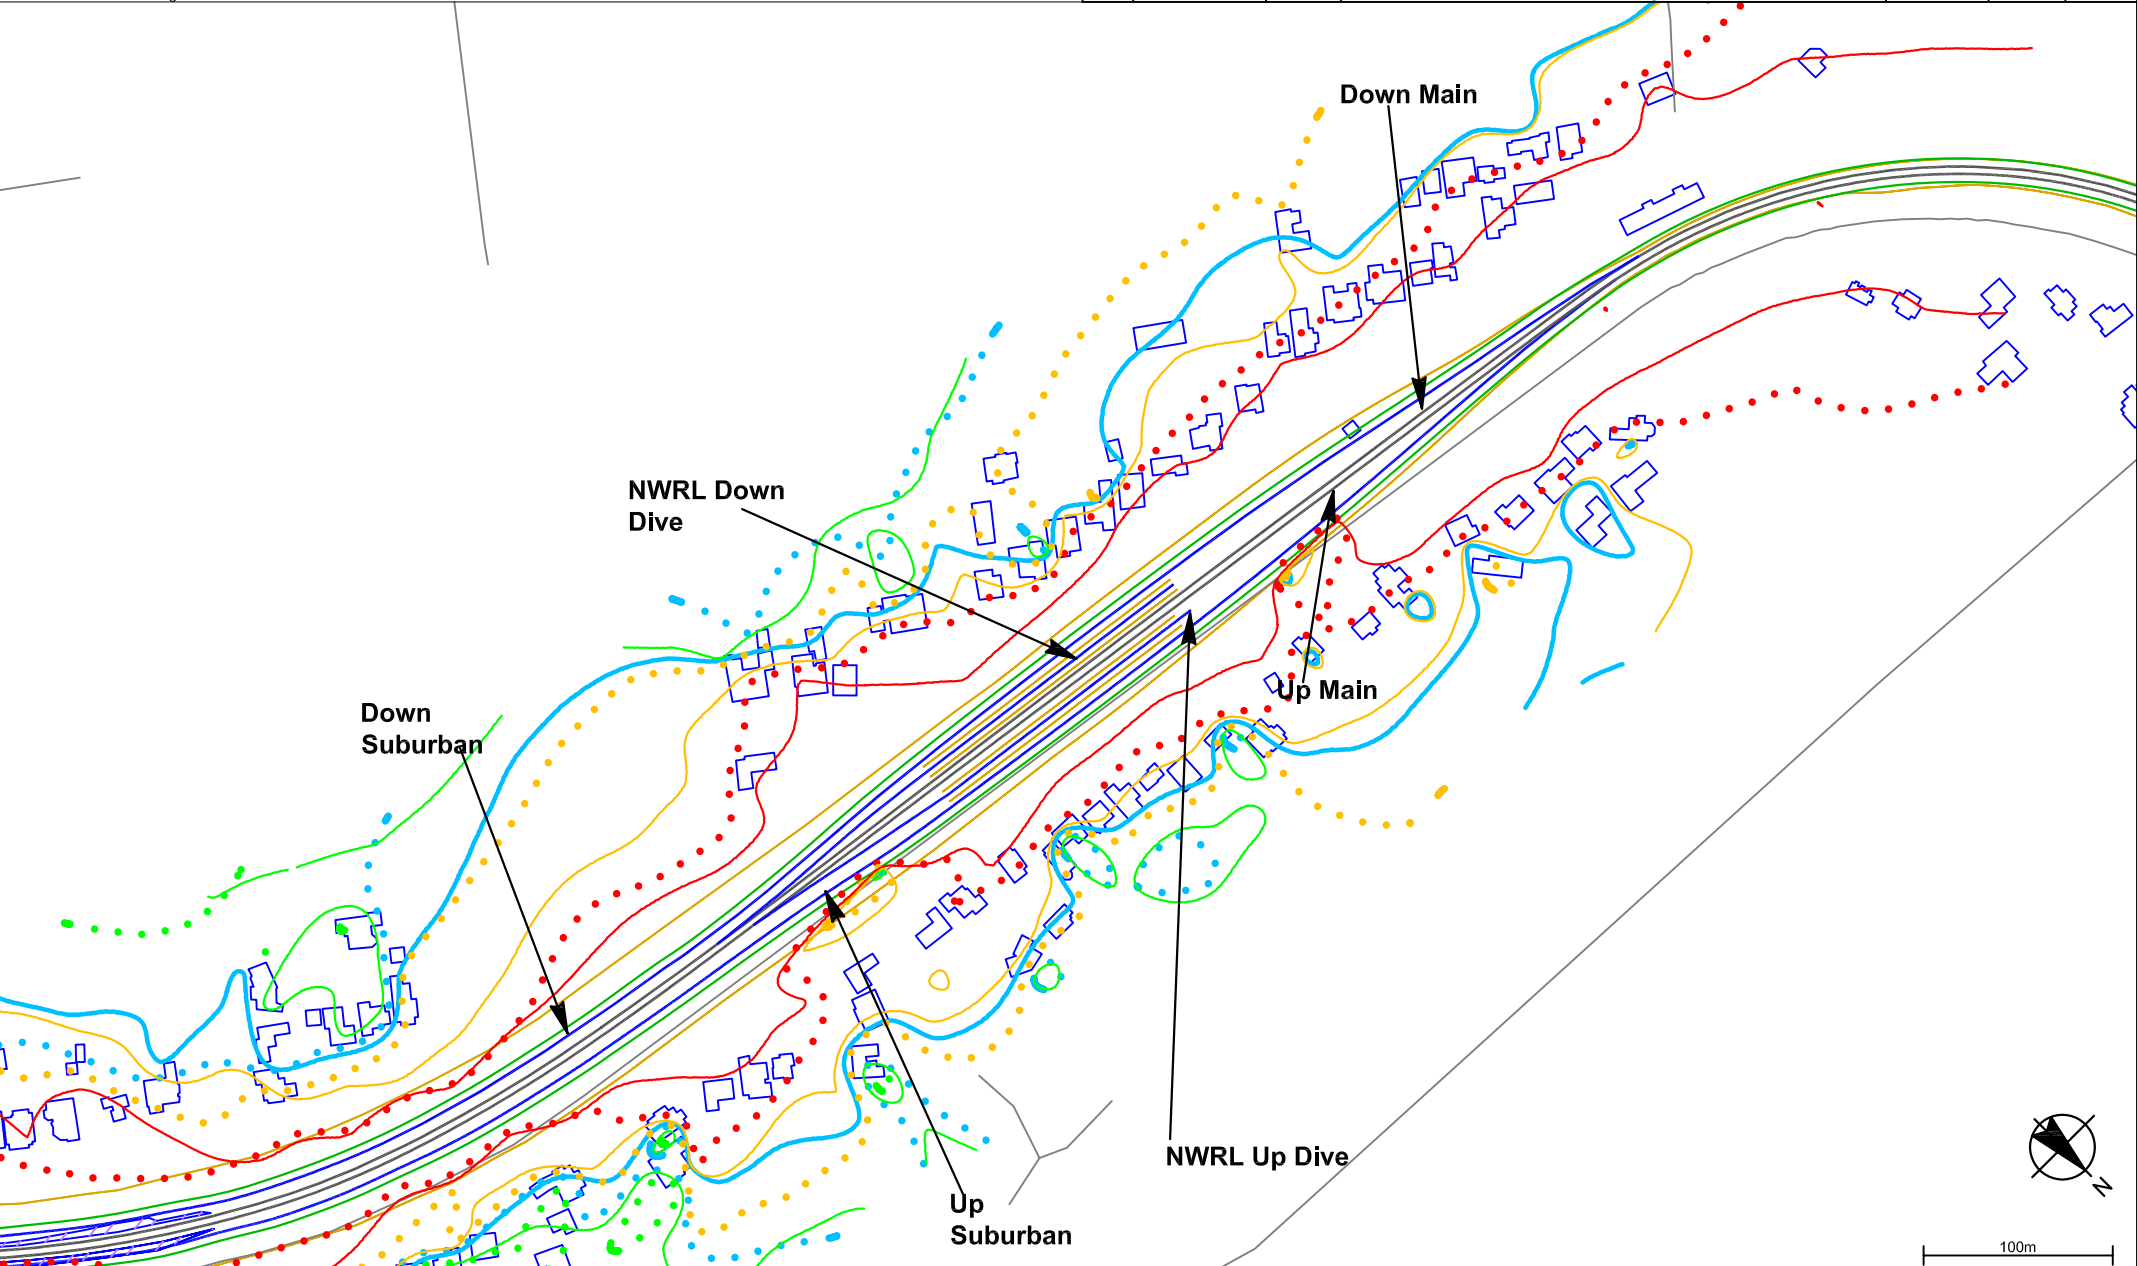 Down Main
NWRL Down
Dive
Up Main
Down
Suburban
NWRL Up Dive
Up
Suburban
N
100m